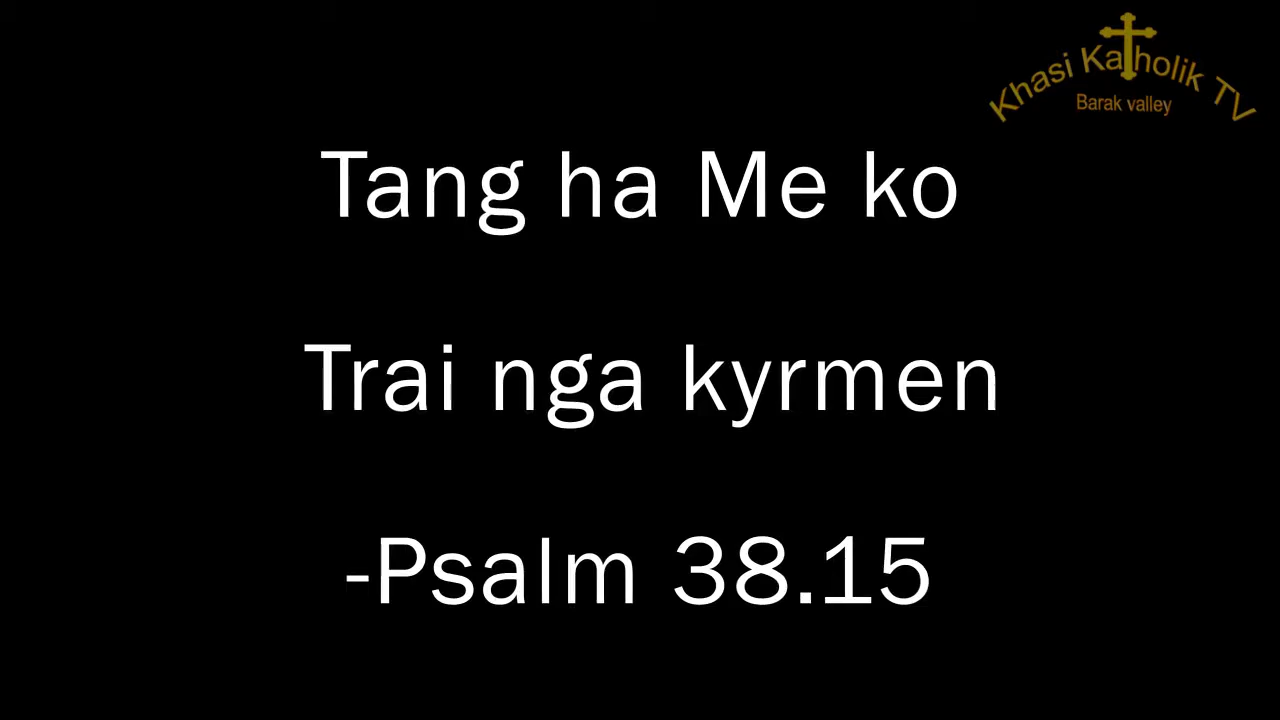 Khasi Katholik TV
Barak valley
Tang ha Me ko
Trai nga kyrmen
-Psalm 38.15